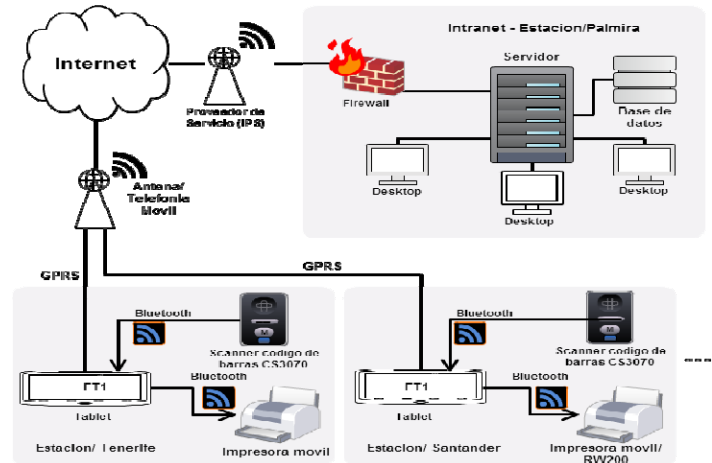 Intranet - Estacion/Palmira
Internet
Servidor
Firewall
Proveedor de
Servicio (IPS)
Base de
datos
Desktop
Desktop
Desktop
Antena/
Telefonia
Movil
GPRS
GPRS
Bluetooth
M
Scanner codigo de
barras CS3070
Bluetooth
FT1
Tablet
Estacion/ Tenerife
Impresora movil
Bluetooth
M
Scanner codigo de
barras CS3070
Bluetooth
FT1
Tablet
Estacion/ Santander
Impresora movil/
RW200